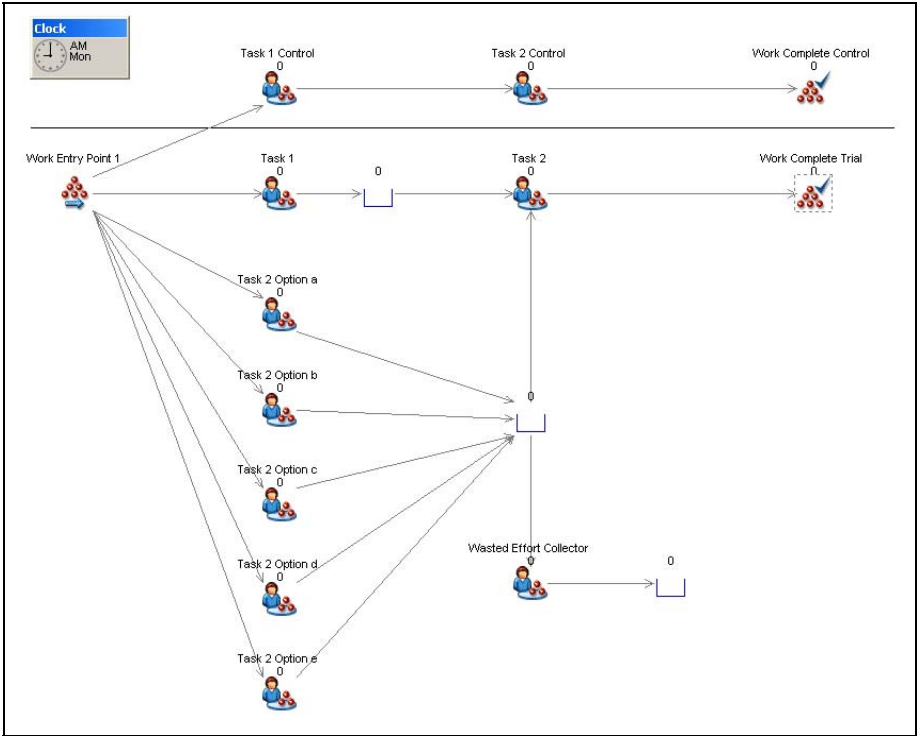 Clock
AM
Mon
Task 1 Control
0
Task 2 Control
0
Work Complete Control
0
Work Entry Point 1
Task 1
0
0
Task 2
0
Work Complete Trial
0
Task 2 Option a
0
Task 2 Option b
0
0
Task 2 Option c
0
Task 2 Option d
0
Wasted Effort Collector
0
0
Task 2 Option e
0